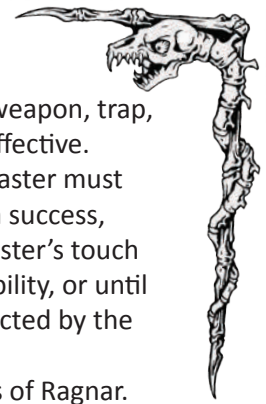 weapon, trap,
ffective.
aster must
success,
ster's touch
bility, or until
cted by the
s of Ragnar.